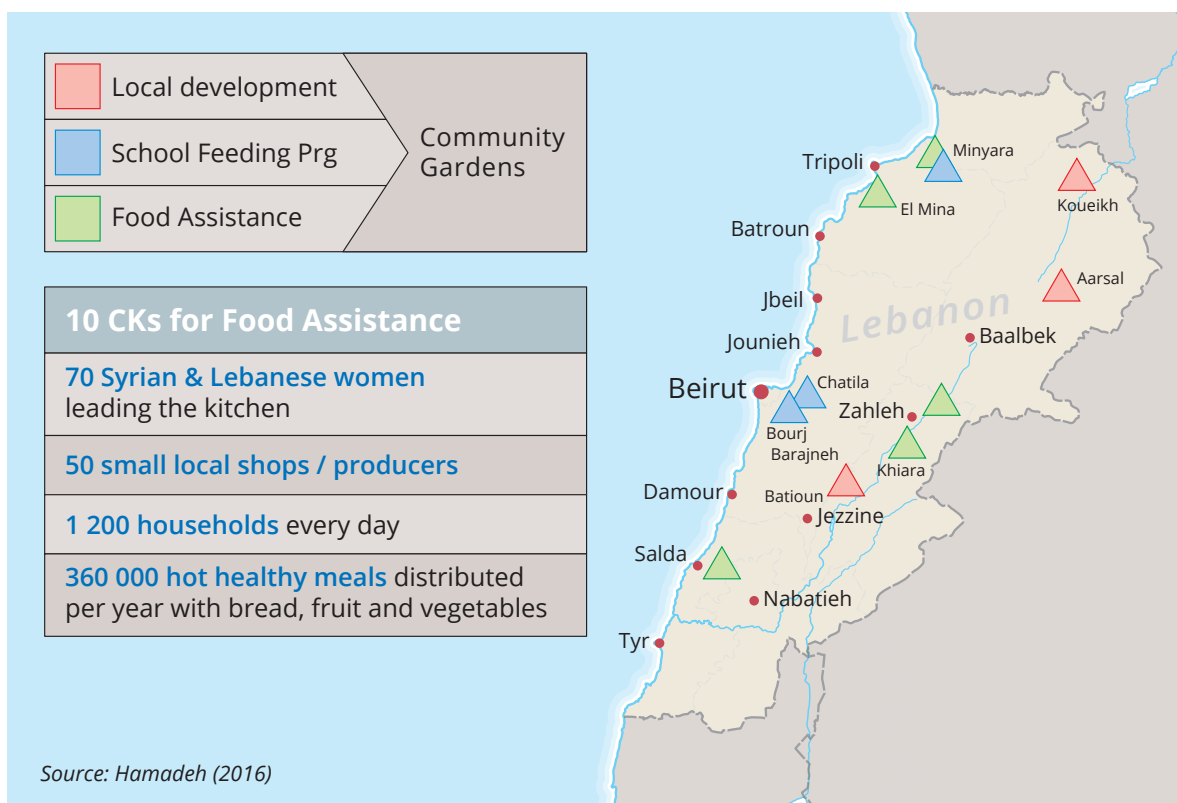 Local development
School Feeding Prg
Food Assistance
Community
Gardens
10 CKs for Food Assistance
70 Syrian & Lebanese women
leading the kitchen
50 small local shops / producers
1 200 households every day
360 000 hot healthy meals distributed
per year with bread, fruit and vegetables
Source: Hamadeh (2016)
Minyara
Tripoli
Koueikh
El Mina
Batroun
Aarsal
Jbeil
Lebanon
Baalbek
Jounieh
Beirut
Chatila
Zahleh
Bourj
Barajneh
Khiara
Damour
Batioun
Jezzine
Salda
Nabatieh
Tyr